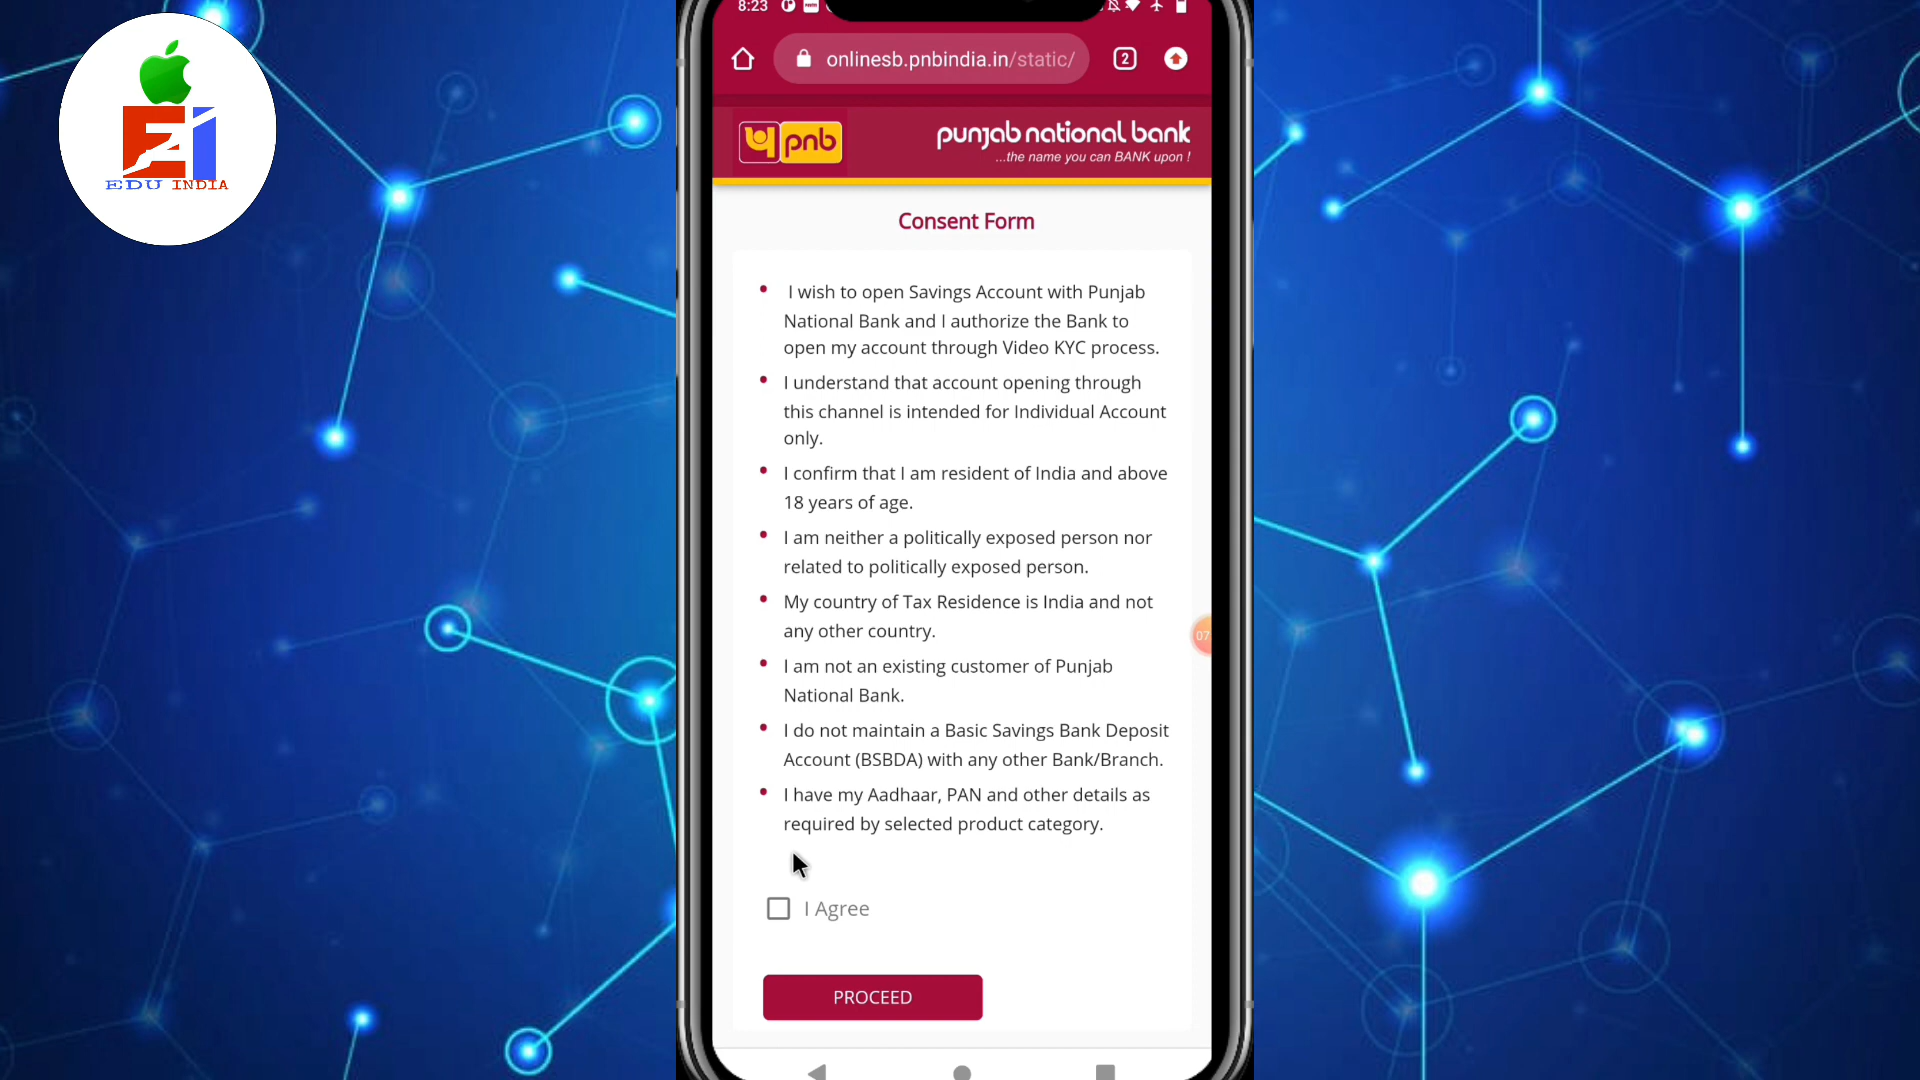 EDU INDIA
8:23
onlinesb.pnbindia.in/static/
2
pnb
punjab national bank
...the name you can BANK upon !
Consent Form
I wish to open Savings Account with Punjab
National Bank and I authorize the Bank to
open my account through Video KYC process.
I understand that account opening through
this channel is intended for Individual Account
only.
I confirm that I am resident of India and above
18 years of age.
I am neither a politically exposed person nor
related to politically exposed person.
My country of Tax Residence is India and not
any other country.
07
I am not an existing customer of Punjab
National Bank.
I do not maintain a Basic Savings Bank Deposit
Account (BSBDA) with any other Bank/Branch.
I have my Aadhaar, PAN and other details as
required by selected product category.
I Agree
PROCEED